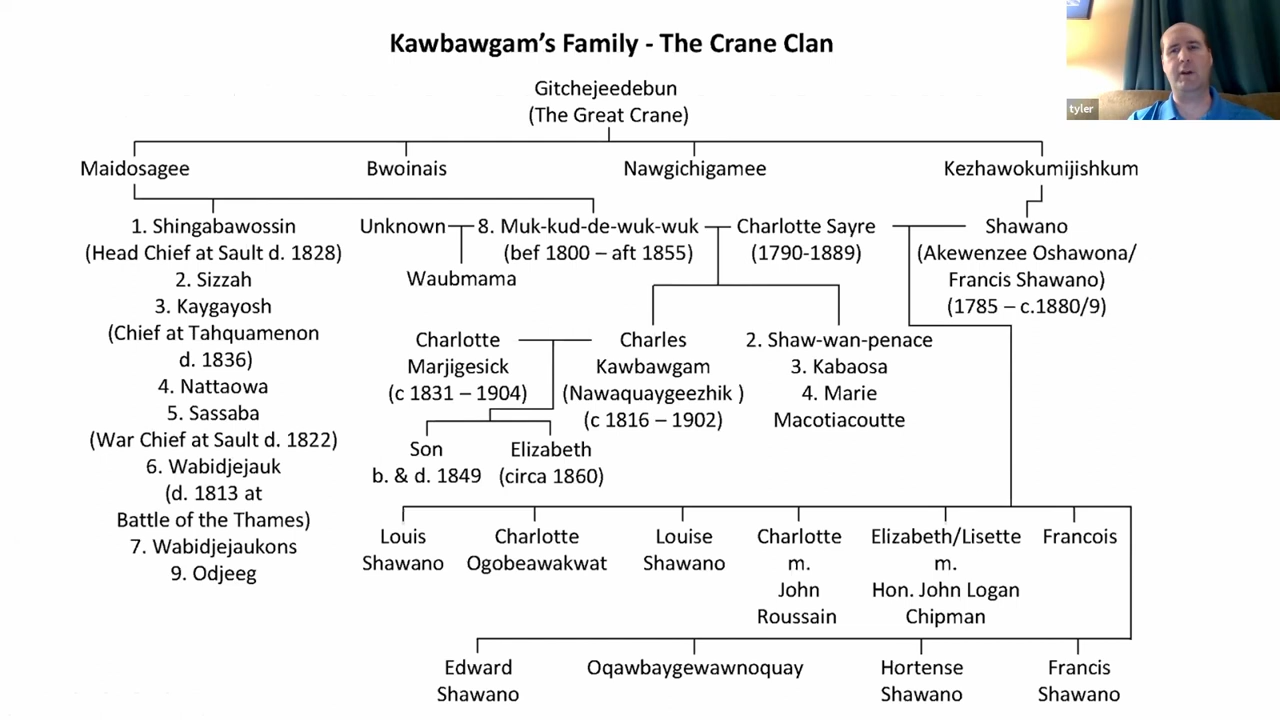 Kawbawgam's Family - The Crane Clan
tyler
Gitchejeedebun
(The Great Crane)
Maidosagee
Bwoinais
Nawgichigamee
Kezhawokumijishkum
1. Shingabawossin
(Head Chief at Sault d. 1828)
2. Sizzah
3. Kaygayosh
(Chief at Tahquamenon
d. 1836)
4. Nattaowa
5. Sassaba
(War Chief at Sault d. 1822)
6. Wabidjejauk
(d. 1813 at
Battle of the Thames)
7. Wabidjejaukons
9. Odjeeg
Unknown
8. Muk-kud-de-wuk-wuk
(bef 1800 – aft 1855)
Waubmama
Charlotte Sayre
(1790-1889)
Shawano
(Akewenzee Oshawona/
Francis Shawano)
(1785 – c.1880/9)
Charlotte
Marjigesick
(c 1831 – 1904)
Charles
Kawbawgam
(Nawaquaygeezhik )
(c 1816 – 1902)
2. Shaw-wan-penace
3. Kabaosa
4. Marie
Macotiacoutte
Son
b. & d. 1849
Elizabeth
(circa 1860)
Louis
Shawano
Charlotte
Ogobeawakwat
Louise
Shawano
Charlotte
m.
John
Roussain
Elizabeth/Lisette
m.
Hon. John Logan
Chipman
Francois
Edward
Shawano
Oqawbaygewawnoquay
Hortense
Shawano
Francis
Shawano